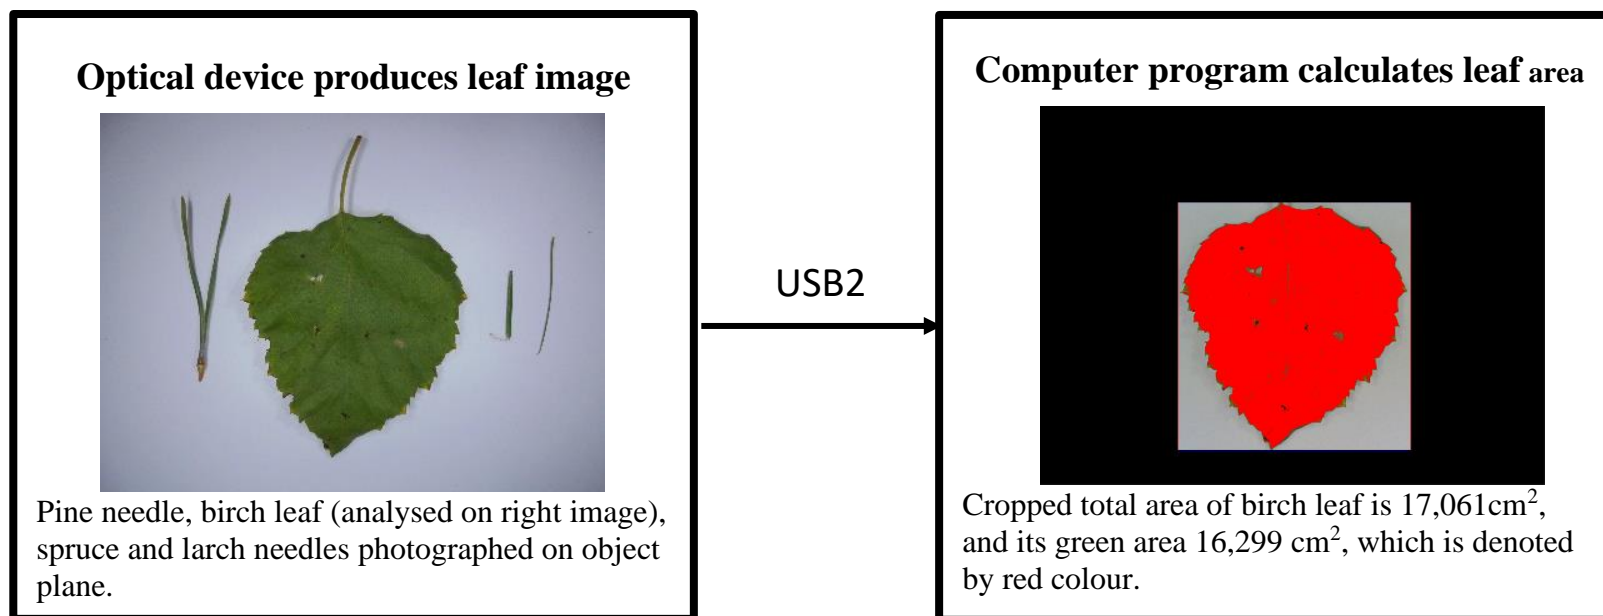 Optical device produces leaf image
Pine needle, birch leaf (analysed on right image),
spruce and larch needles photographed on object
plane.
USB2
Computer program calculates leaf area
Cropped total area of birch leaf is 17,061cm²,
and its green area 16,299 cm², which is denoted
by red colour.